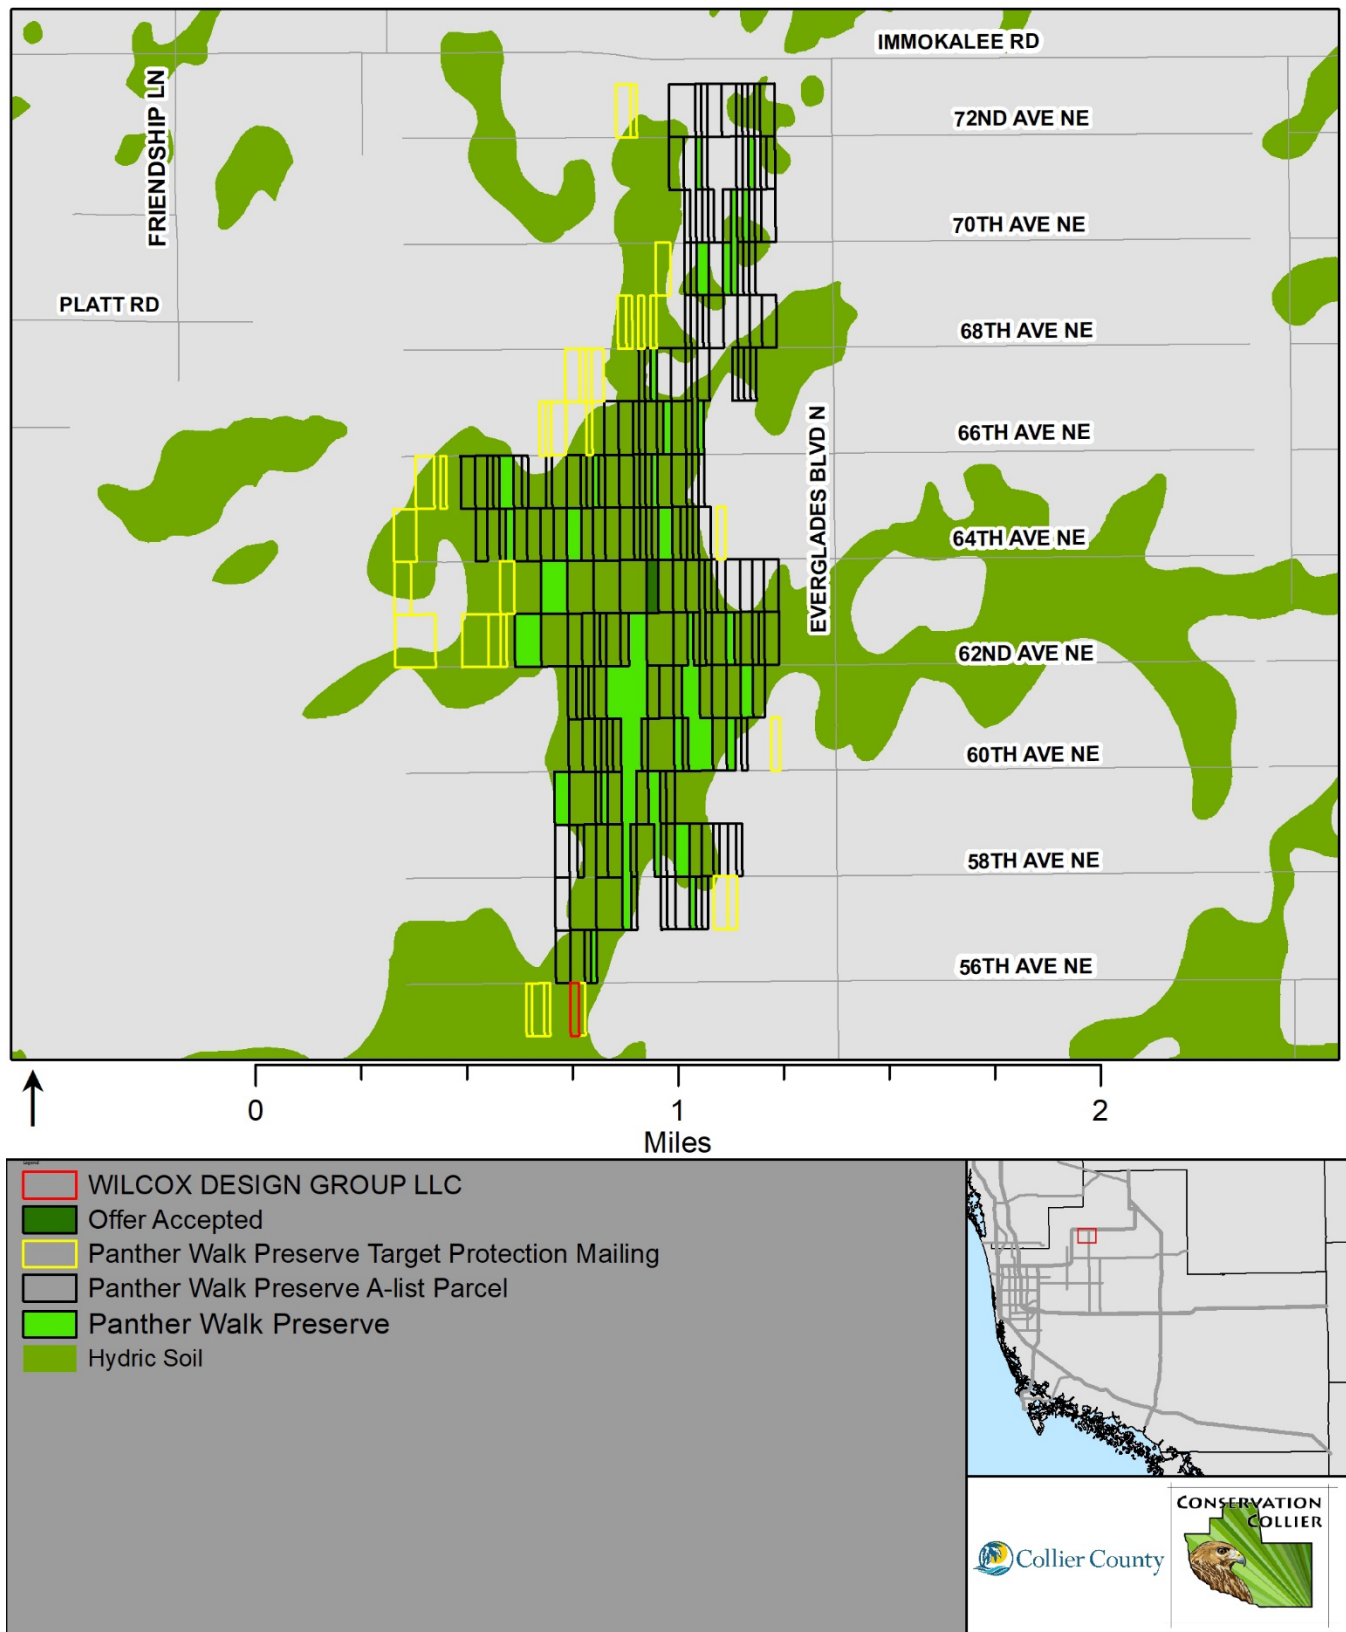 IMMOKALEE RD
FRIENDSHIP LN
72ND AVE NE
70TH AVE NE
PLATT RD
68TH AVE NE
EVERGLADES BLVD N
66TH AVE NE
64TH AVE NE
62ND AVE NE
60TH AVE NE
58TH AVE NE
56TH AVE NE
0 1 2
Miles
Legend
WILCOX DESIGN GROUP LLC
Offer Accepted
Panther Walk Preserve Target Protection Mailing
Panther Walk Preserve A-list Parcel
Panther Walk Preserve
Hydric Soil
CONSERVATION
COLLIER
Collier County